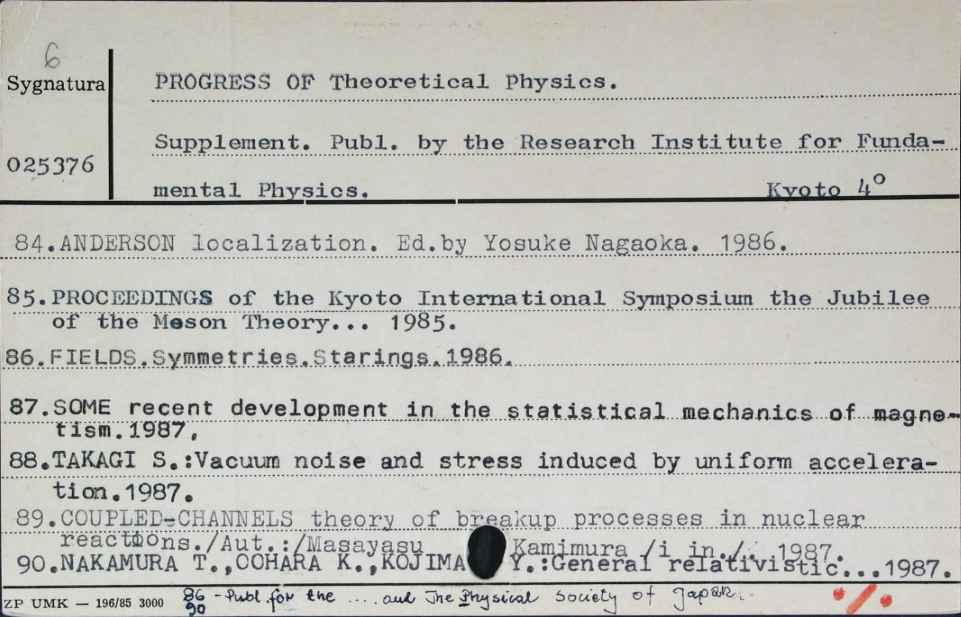 6
Sygnatura
025376
PROGRESS OF Theoretical Physics.
Supplement. Publ. by the Research Institute for Funda-
mental Physics. Kyoto 4°
84.ANDERSON localization. Ed.by Yosuke Nagaoka. 1986.
85.PROCEEDINGS of the Kyoto International Symposium the Jubilee
of the Meson Theory... 1985.
86.FIELDS.Symmetries.Starings.1986.
87.SOME recent development in the statistical mechanics of magne-
tism.1987.
88.TAKAGI S.:Vacuum noise and stress induced by uniform accelera-
tion.1987.
89.COUPLED-CHANNELS theory of breakup processes in nuclear
reactions./Aut.:/Masayasu Kamimura /i in./. 1987.
90.NAKAMURA T.,OOHARA K.,KOJIMA Y.:General relativistic...1987.
ZP UMK — 196/85 3000
86 - Publ. for the .... and The Physical Society of Japan.
90